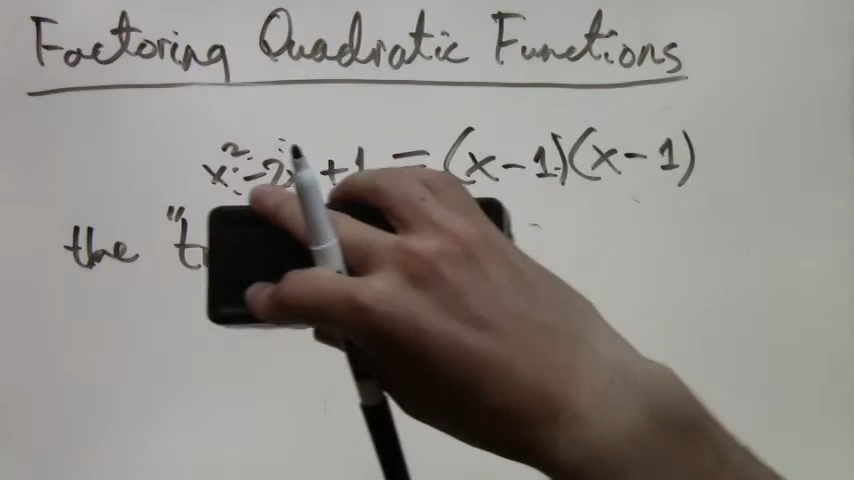 Factoring Quadratic Functions
x² - 2x + 1 = (x - 1)(x - 1)
the